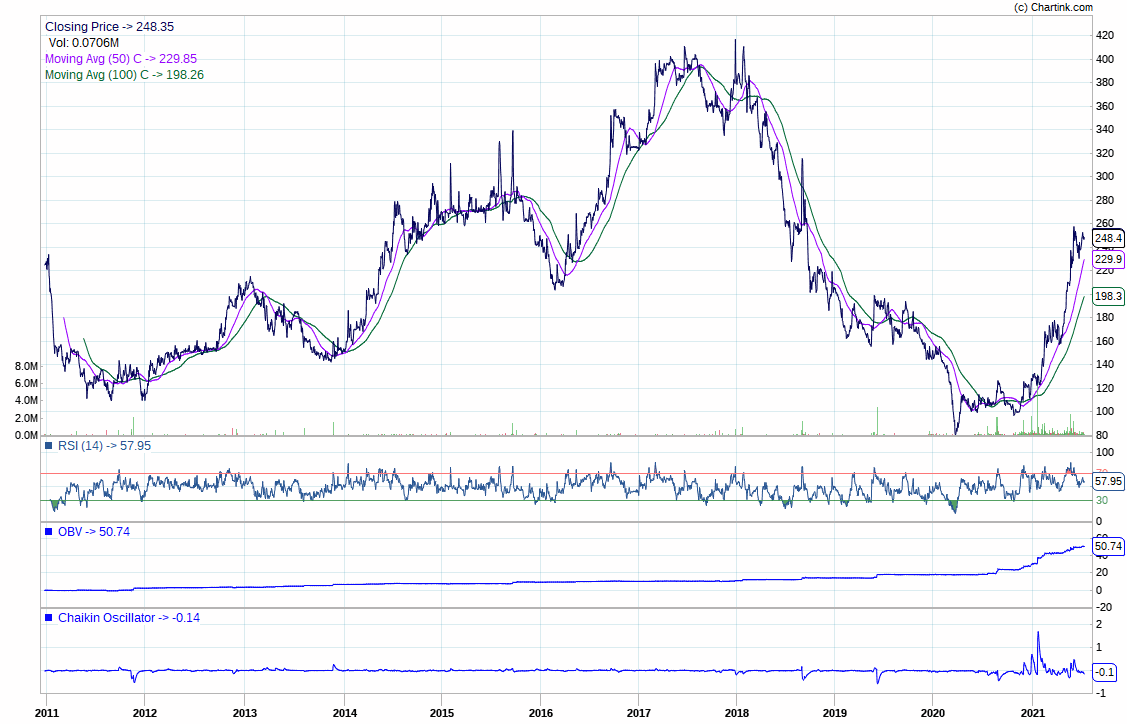 (c) Chartink.com
Closing Price -> 248.35
Vol: 0.0706M
Moving Avg (50) C -> 229.85
Moving Avg (100) C -> 198.26
420
400
380
360
340
320
300
280
260
248.4
229.9
220
198.3
180
160
140
120
100
80
8.0M
6.0M
4.0M
2.0M
0.0M
RSI (14) -> 57.95
100
70
57.95
30
0
OBV -> 50.74
60
50.74
40
20
0
-20
Chaikin Oscillator -> -0.14
2
1
-0.1
-1
2011 2012 2013 2014 2015 2016 2017 2018 2019 2020 2021